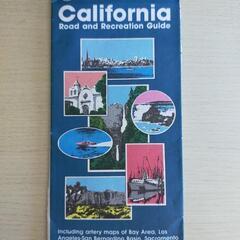 California
Road and Recreation Guide
Including artery maps of Bay Area, Los
Angeles-San Bernardino Basin, Sacramento